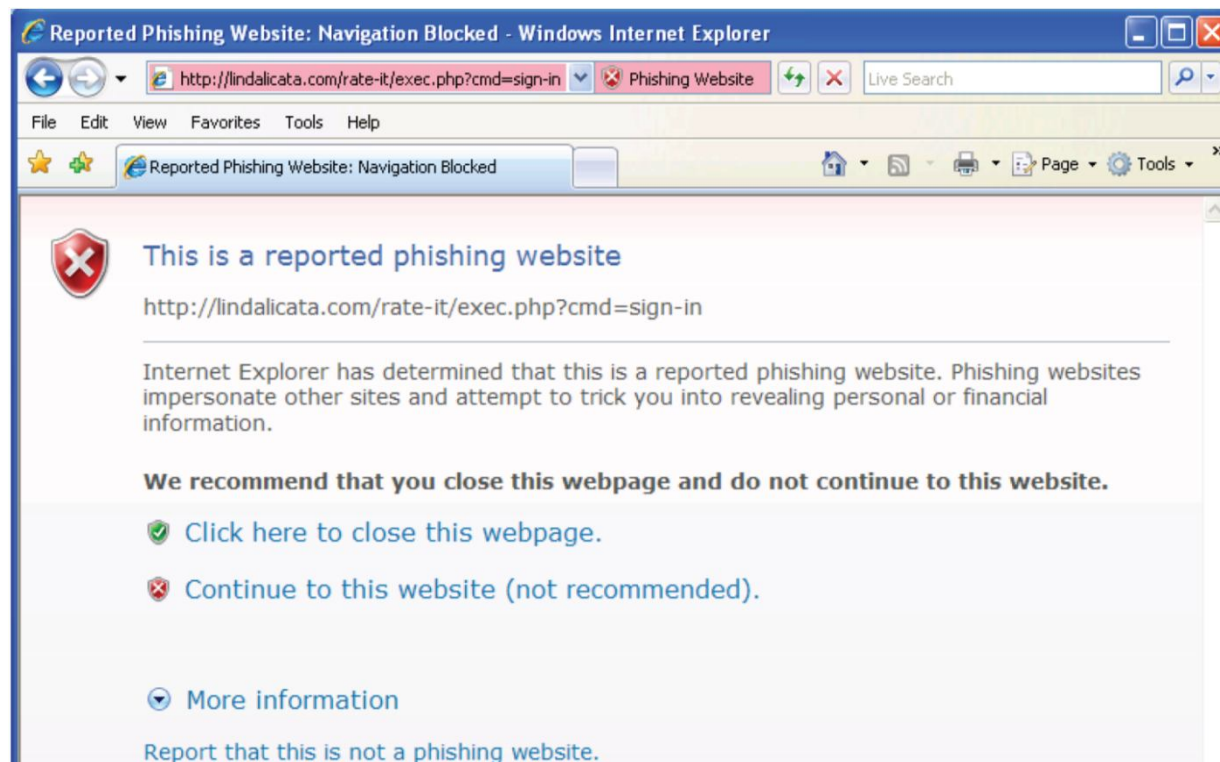 Reported Phishing Website: Navigation Blocked - Windows Internet Explorer
http://lindalicata.com/rate-it/exec.php?cmd=sign-in Phishing Website Live Search
File Edit View Favorites Tools Help
Reported Phishing Website: Navigation Blocked Page Tools
This is a reported phishing website
http://lindalicata.com/rate-it/exec.php?cmd=sign-in
Internet Explorer has determined that this is a reported phishing website. Phishing websites
impersonate other sites and attempt to trick you into revealing personal or financial
information.
We recommend that you close this webpage and do not continue to this website.
Click here to close this webpage.
Continue to this website (not recommended).
More information
Report that this is not a phishing website.